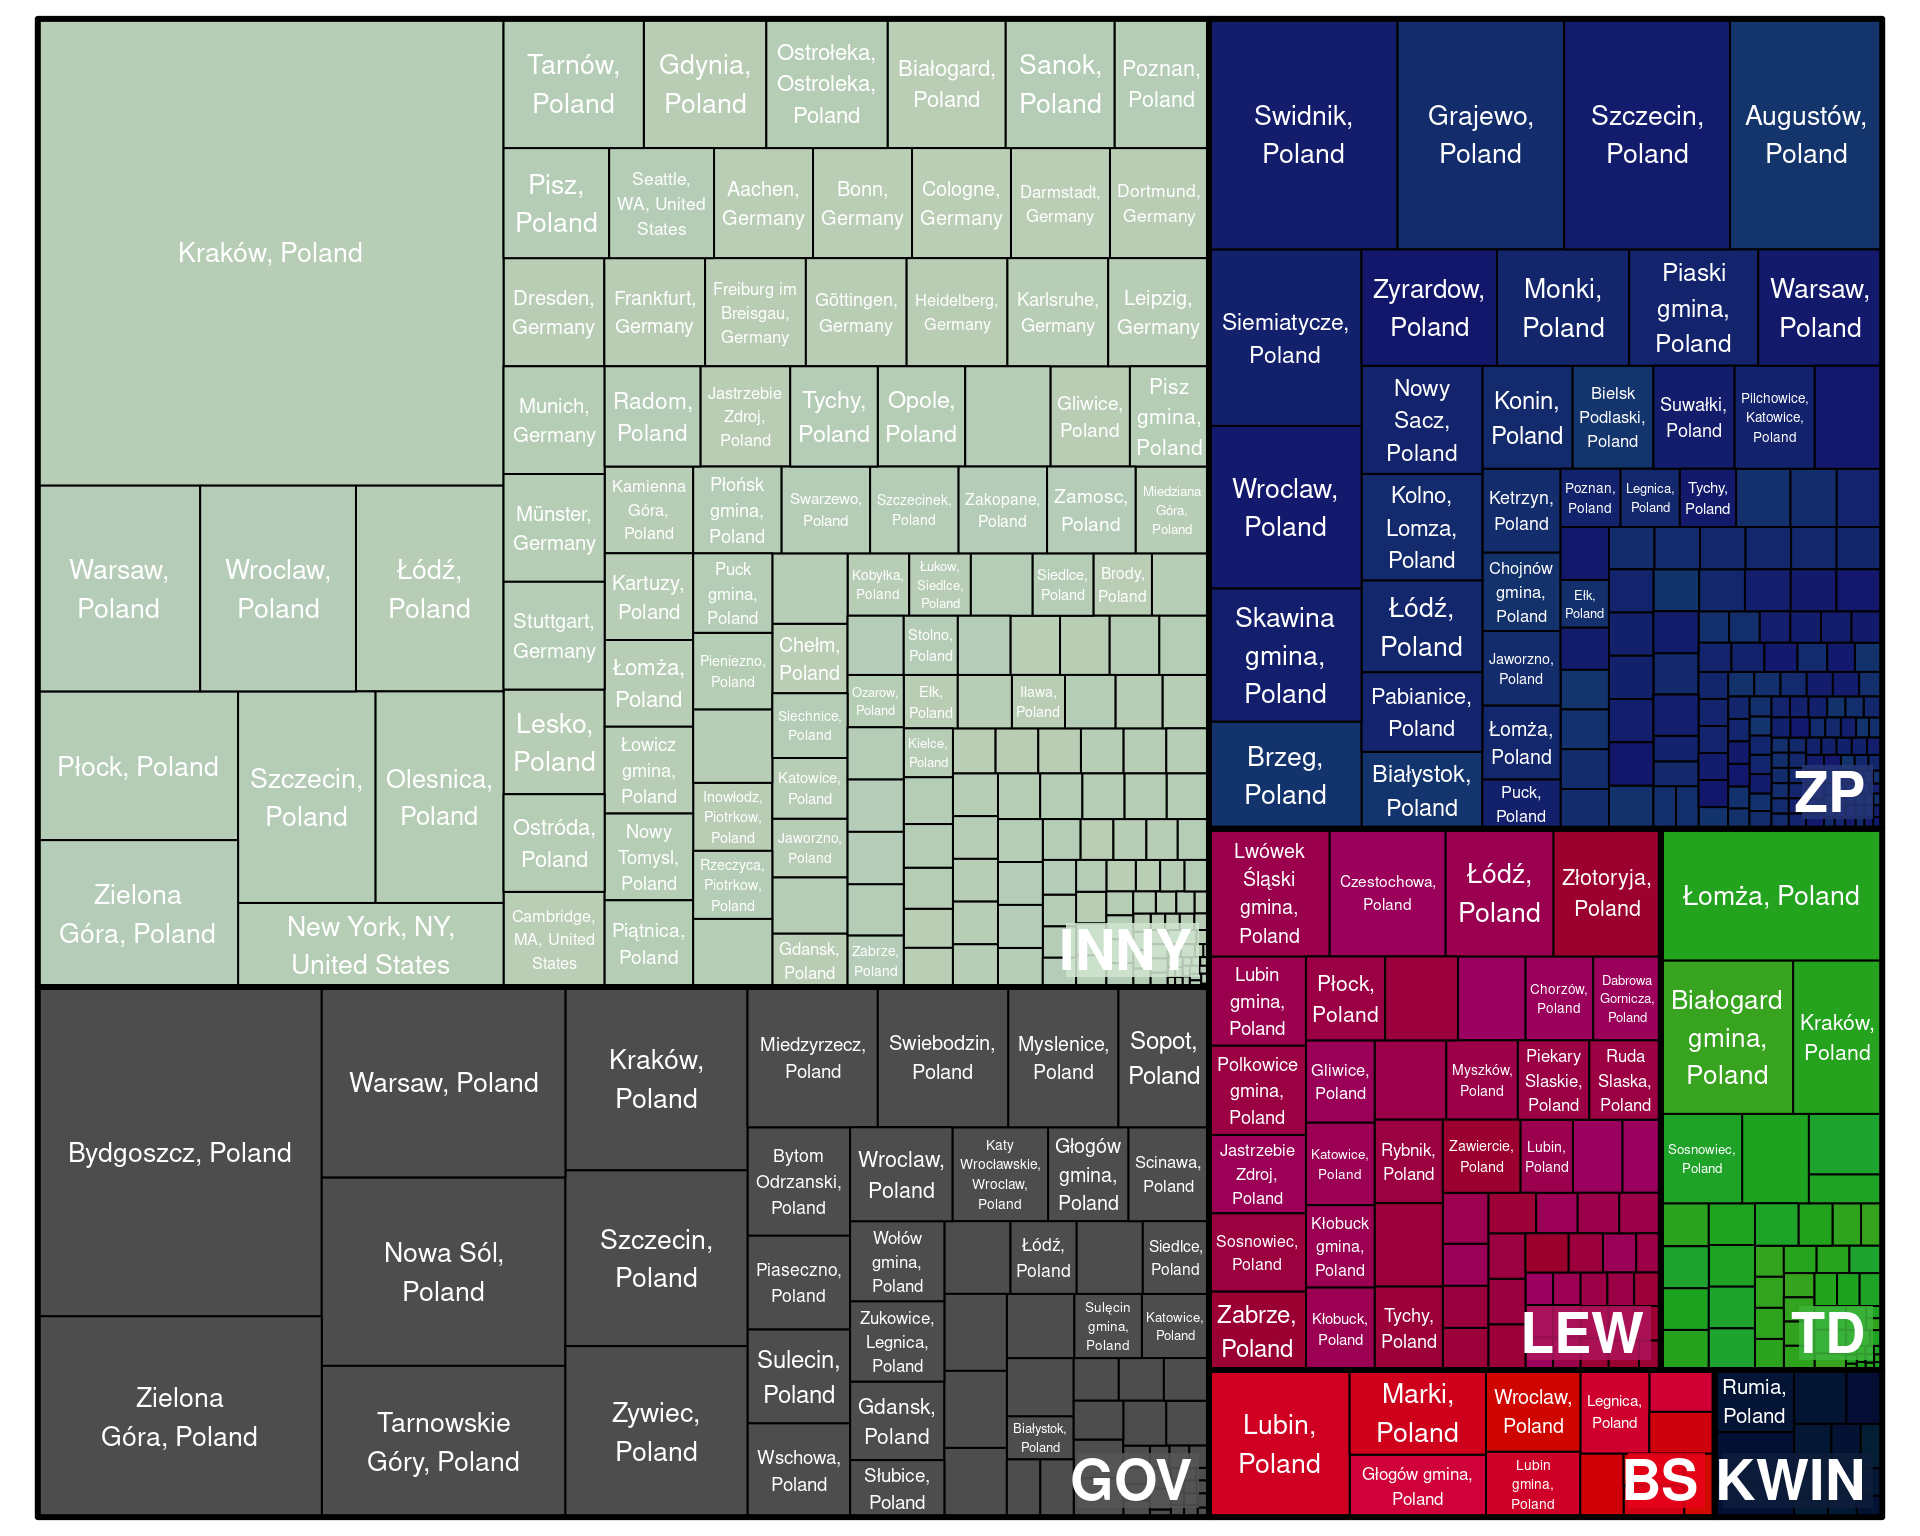 Kraków, Poland
Warsaw,
Poland
Wroclaw,
Poland
Łódź,
Poland
Płock, Poland
Zielona
Góra, Poland
Szczecin,
Poland
Olesnica,
Poland
New York, NY,
United States
Tarnów,
Poland
Gdynia,
Poland
Ostrołeka,
Ostroleka,
Poland
Białogard,
Poland
Sanok,
Poland
Poznan,
Poland
Pisz,
Poland
Seattle,
WA, United
States
Aachen,
Germany
Bonn,
Germany
Cologne,
Germany
Darmstadt,
Germany
Dortmund,
Germany
Dresden,
Germany
Frankfurt,
Germany
Freiburg im
Breisgau,
Germany
Göttingen,
Germany
Heidelberg,
Germany
Karlsruhe,
Germany
Leipzig,
Germany
Munich,
Germany
Münster,
Germany
Stuttgart,
Germany
Lesko,
Poland
Ostróda,
Poland
Cambridge,
MA, United
States
Radom,
Poland
Jastrzebie
Zdroj,
Poland
Tychy,
Poland
Opole,
Poland
Gliwice,
Poland
Pisz
gmina,
Poland
Kamienna
Góra,
Poland
Płońsk
gmina,
Poland
Swarzewo,
Poland
Szczecinek,
Poland
Zakopane,
Poland
Zamosc,
Poland
Miedziana
Góra,
Poland
Kartuzy,
Poland
Łomża,
Poland
Łowicz
gmina,
Poland
Nowy
Tomysl,
Poland
Piątnica,
Poland
Puck
gmina,
Poland
Pieniezno,
Poland
Inowłodz,
Piotrkow,
Poland
Rzeczyca,
Piotrkow,
Poland
Chełm,
Poland
Siechnice,
Poland
Katowice,
Poland
Jaworzno,
Poland
Gdansk,
Poland
Kobylka,
Poland
Łukow,
Siedlce,
Poland
Siedlce,
Poland
Brody,
Poland
Stolno,
Poland
Ozarow,
Poland
Ełk,
Poland
Iława,
Poland
Kielce,
Poland
Zabrze,
Poland
INNY
Swidnik,
Poland
Grajewo,
Poland
Szczecin,
Poland
Augustów,
Poland
Siemiatycze,
Poland
Wroclaw,
Poland
Skawina
gmina,
Poland
Brzeg,
Poland
Zyrardow,
Poland
Monki,
Poland
Piaski
gmina,
Poland
Warsaw,
Poland
Nowy
Sacz,
Poland
Kolno,
Lomza,
Poland
Łódź,
Poland
Pabianice,
Poland
Białystok,
Poland
Konin,
Poland
Bielsk
Podlaski,
Poland
Suwałki,
Poland
Pilchowice,
Katowice,
Poland
Ketrzyn,
Poland
Chojnów
gmina,
Poland
Jaworzno,
Poland
Łomża,
Poland
Puck,
Poland
Poznan,
Poland
Legnica,
Poland
Tychy,
Poland
Ełk,
Poland
ZP
Bydgoszcz, Poland
Zielona
Góra, Poland
Warsaw, Poland
Nowa Sól,
Poland
Tarnowskie
Góry, Poland
Kraków,
Poland
Szczecin,
Poland
Zywiec,
Poland
Miedzyrzecz,
Poland
Swiebodzin,
Poland
Myslenice,
Poland
Sopot,
Poland
Bytom
Odrzanski,
Poland
Piaseczno,
Poland
Sulecin,
Poland
Wschowa,
Poland
Wroclaw,
Poland
Katy
Wrocławskie,
Wroclaw,
Poland
Głogów
gmina,
Poland
Scinawa,
Poland
Wołów
gmina,
Poland
Zukowice,
Legnica,
Poland
Gdansk,
Poland
Słubice,
Poland
Łódź,
Poland
Siedlce,
Poland
Sulęcin
gmina,
Poland
Katowice,
Poland
Białystok,
Poland
GOV
Lwówek
Śląski
gmina,
Poland
Czestochowa,
Poland
Łódź,
Poland
Złotoryja,
Poland
Lubin
gmina,
Poland
Polkowice
gmina,
Poland
Jastrzebie
Zdroj,
Poland
Sosnowiec,
Poland
Zabrze,
Poland
Płock,
Poland
Chorzów,
Poland
Dabrowa
Gornicza,
Poland
Gliwice,
Poland
Katowice,
Poland
Kłobuck
gmina,
Poland
Kłobuck,
Poland
Myszków,
Poland
Piekary
Slaskie,
Poland
Ruda
Slaska,
Poland
Rybnik,
Poland
Zawiercie,
Poland
Lubin,
Poland
Tychy,
Poland
LEW
Łomża, Poland
Białogard
gmina,
Poland
Kraków,
Poland
Sosnowiec,
Poland
TD
Lubin,
Poland
Marki,
Poland
Głogów gmina,
Poland
Wroclaw,
Poland
Lubin
gmina,
Poland
Legnica,
Poland
BS
Rumia,
Poland
KWIN